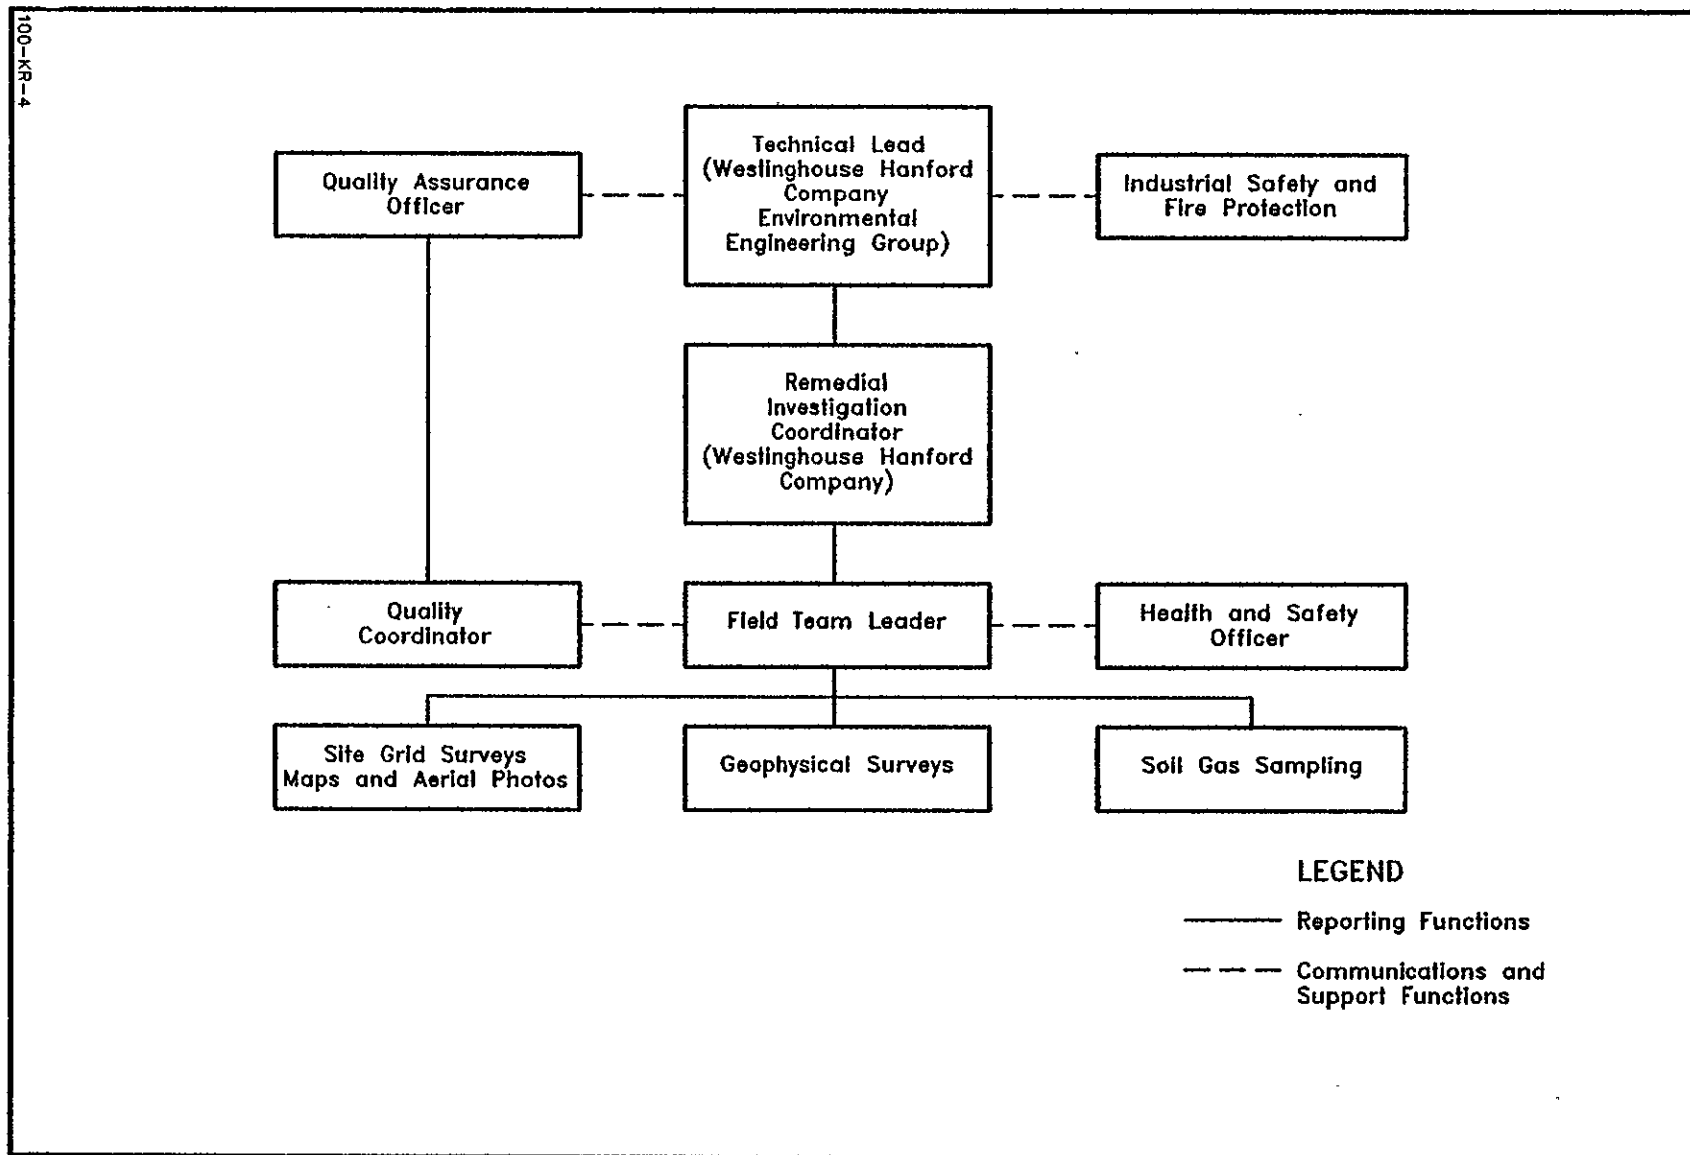 100-KR-4
Technical Lead
(Westinghouse Hanford
Company
Environmental
Engineering Group)
Quality Assurance
Officer
Industrial Safety and
Fire Protection
Remedial
Investigation
Coordinator
(Westinghouse Hanford
Company)
Quality
Coordinator
Field Team Leader
Health and Safety
Officer
Site Grid Surveys
Maps and Aerial Photos
Geophysical Surveys
Soil Gas Sampling
LEGEND
Reporting Functions
Communications and
Support Functions